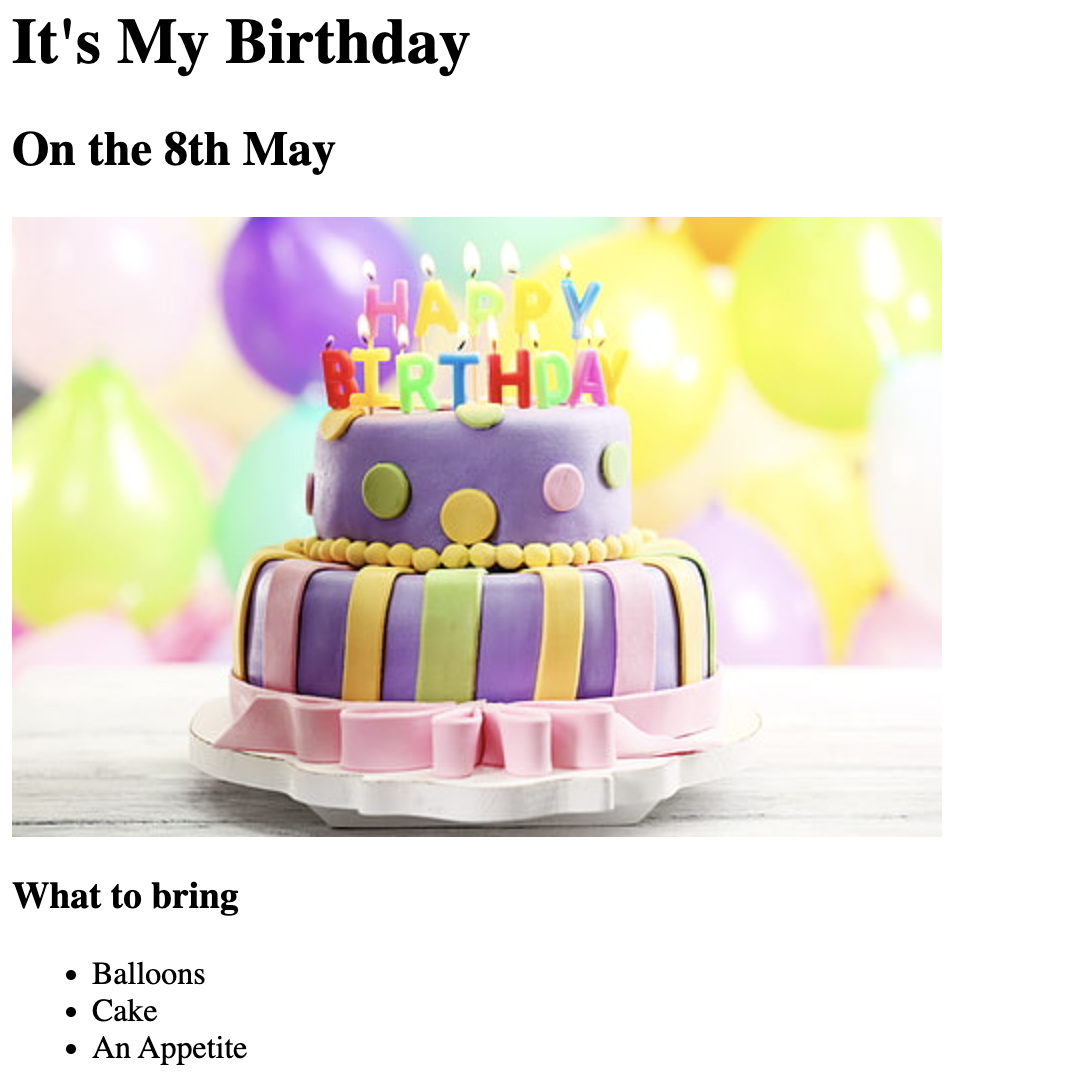 It's My Birthday
On the 8th May
HAPPY
BIRTHDAY
What to bring
Balloons
Cake
An Appetite